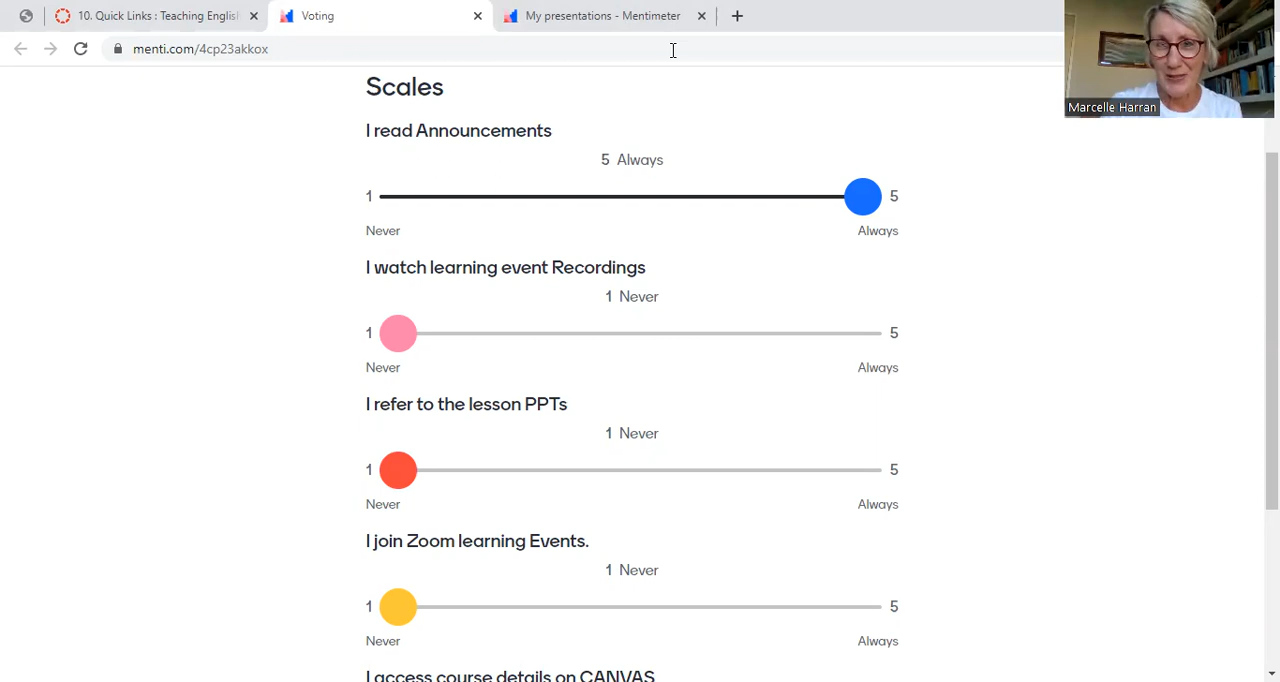 10. Quick Links : Teaching English
Voting
My presentations - Mentimeter
menti.com/4cp23akkox
Marcelle Harran
Scales
I read Announcements
5 Always
1 5
Never Always
I watch learning event Recordings
1 Never
1 5
Never Always
I refer to the lesson PPTs
1 Never
1 5
Never Always
I join Zoom learning Events.
1 Never
1 5
Never Always
I access course details on CANVAS